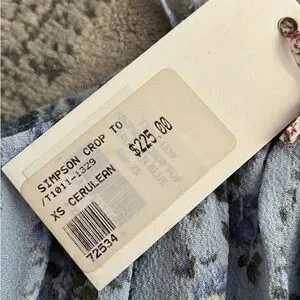 SIMPSON CROP TO
/T1011-1329
$225.00
XS CERULEAN
72534